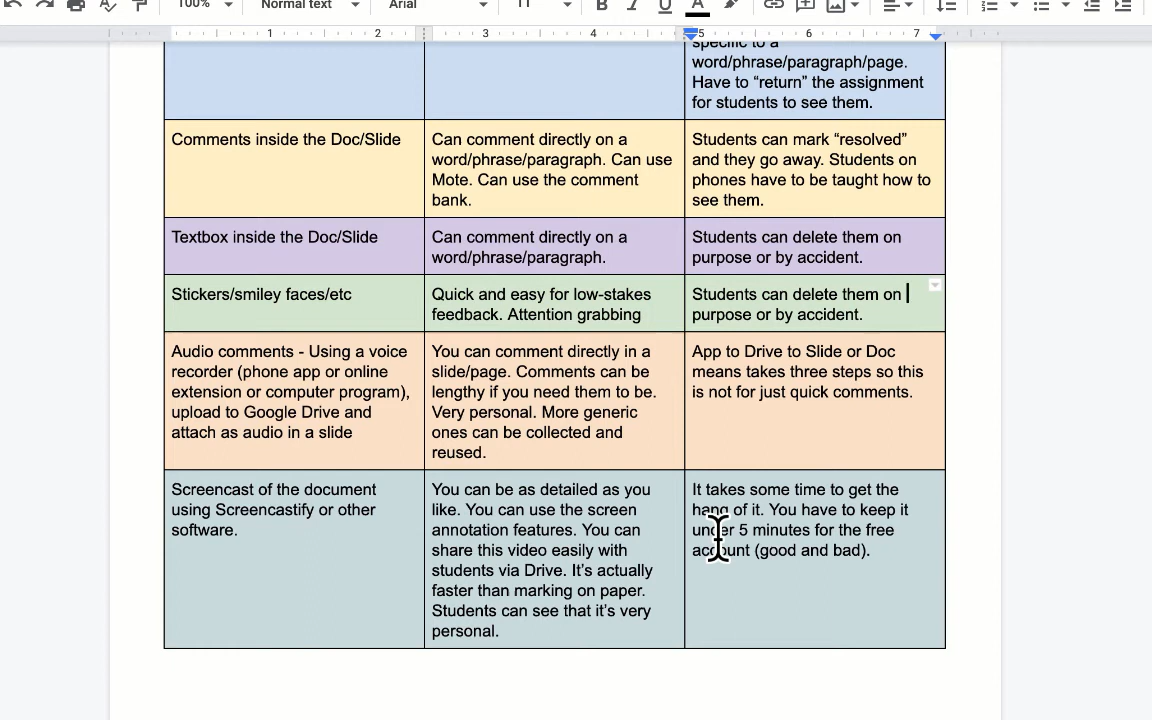 100%
Normal text
Arial
11
B I U A
1 2 3 4 5 6 7
specific to a
word/phrase/paragraph/page.
Have to “return” the assignment
for students to see them.
Comments inside the Doc/Slide
Can comment directly on a
word/phrase/paragraph. Can use
Mote. Can use the comment
bank.
Students can mark “resolved”
and they go away. Students on
phones have to be taught how to
see them.
Textbox inside the Doc/Slide
Can comment directly on a
word/phrase/paragraph.
Students can delete them on
purpose or by accident.
Stickers/smiley faces/etc
Quick and easy for low-stakes
feedback. Attention grabbing
Students can delete them on
purpose or by accident.
Audio comments - Using a voice
recorder (phone app or online
extension or computer program),
upload to Google Drive and
attach as audio in a slide
You can comment directly in a
slide/page. Comments can be
lengthy if you need them to be.
Very personal. More generic
ones can be collected and
reused.
App to Drive to Slide or Doc
means takes three steps so this
is not for just quick comments.
Screencast of the document
using Screencastify or other
software.
You can be as detailed as you
like. You can use the screen
annotation features. You can
share this video easily with
students via Drive. It’s actually
faster than marking on paper.
Students can see that it’s very
personal.
It takes some time to get the
hang of it. You have to keep it
under 5 minutes for the free
account (good and bad).